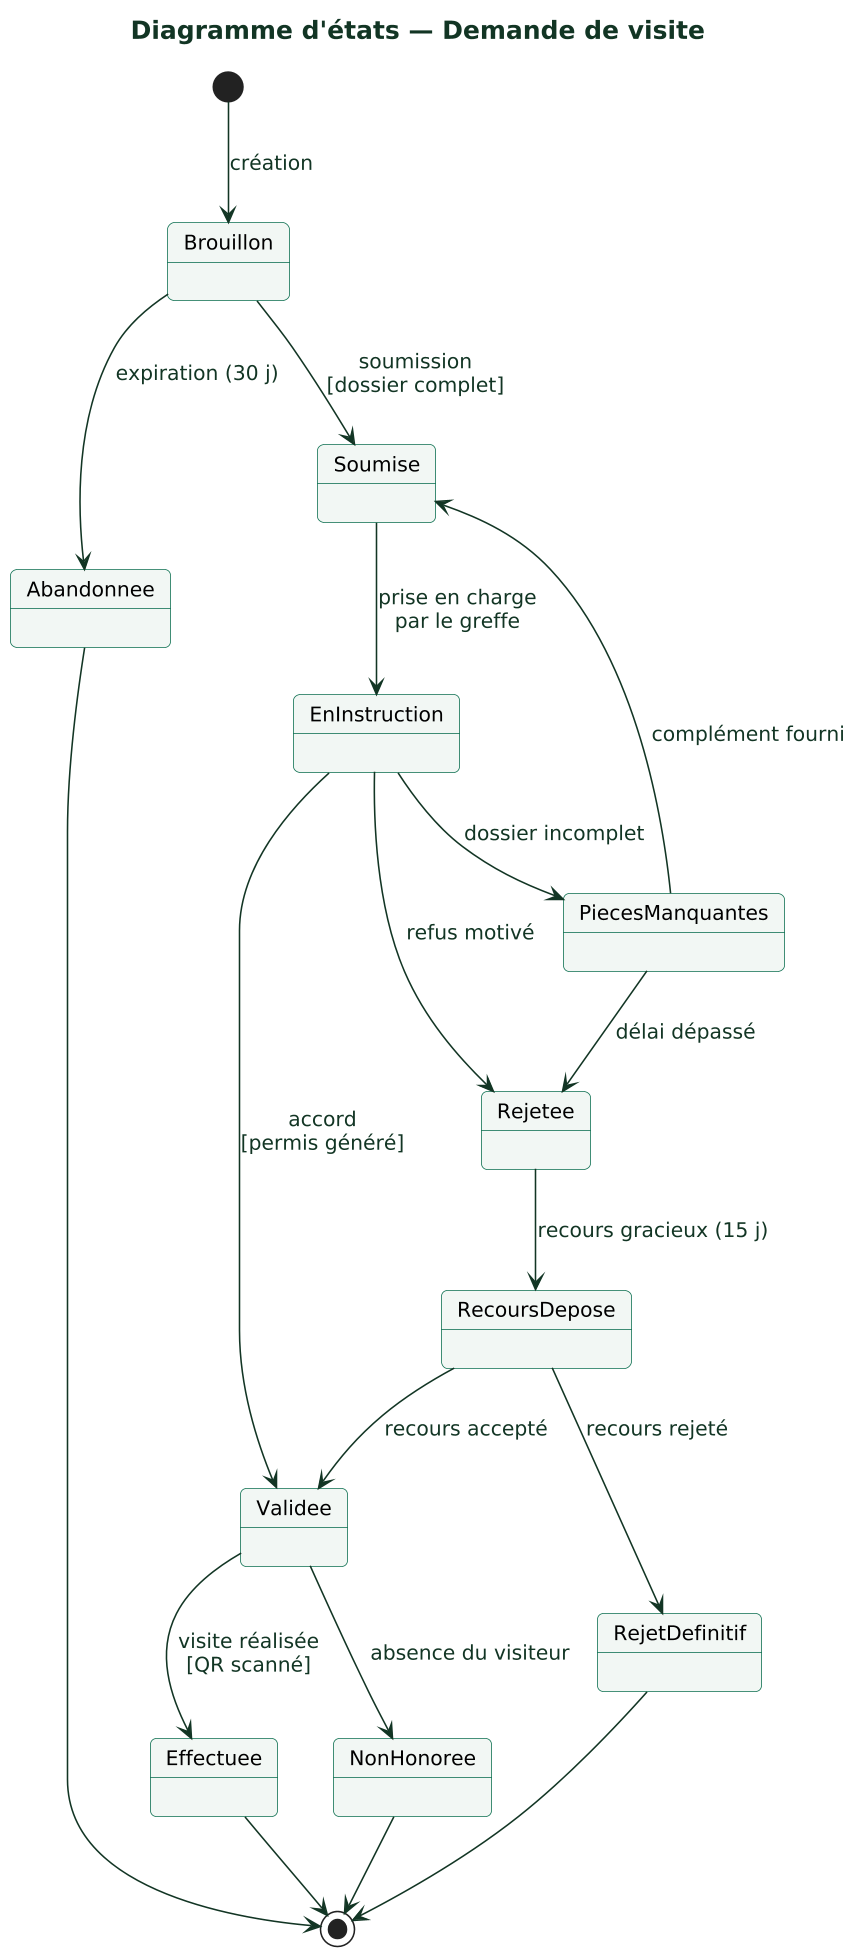 Diagramme d'états — Demande de visite
création
Brouillon
expiration (30 j)
soumission
[dossier complet]
Soumise
Abandonnee
prise en charge
par le greffe
EnInstruction
complément fourni
dossier incomplet
PiecesManquantes
refus motivé
délai dépassé
Rejetee
accord
[permis généré]
recours gracieux (15 j)
RecoursDepose
recours accepté
recours rejeté
Validee
visite réalisée
[QR scanné]
absence du visiteur
RejetDefinitif
Effectuee
NonHonoree